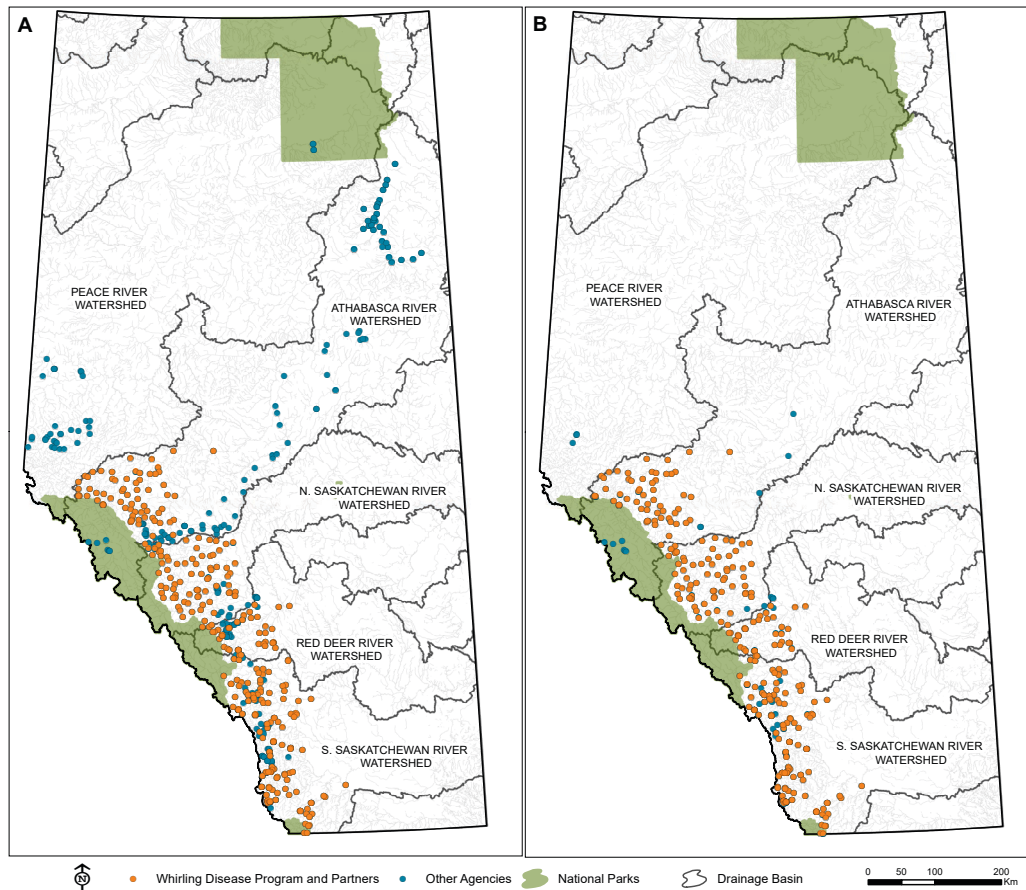 A
B
PEACE RIVER
WATERSHED
ATHABASCA RIVER
WATERSHED
N. SASKATCHEWAN RIVER
WATERSHED
RED DEER RIVER
WATERSHED
S. SASKATCHEWAN RIVER
WATERSHED
PEACE RIVER
WATERSHED
ATHABASCA RIVER
WATERSHED
N. SASKATCHEWAN RIVER
WATERSHED
RED DEER RIVER
WATERSHED
S. SASKATCHEWAN RIVER
WATERSHED
N
Whirling Disease Program and Partners
Other Agencies
National Parks
Drainage Basin
0 50 100 200
Km